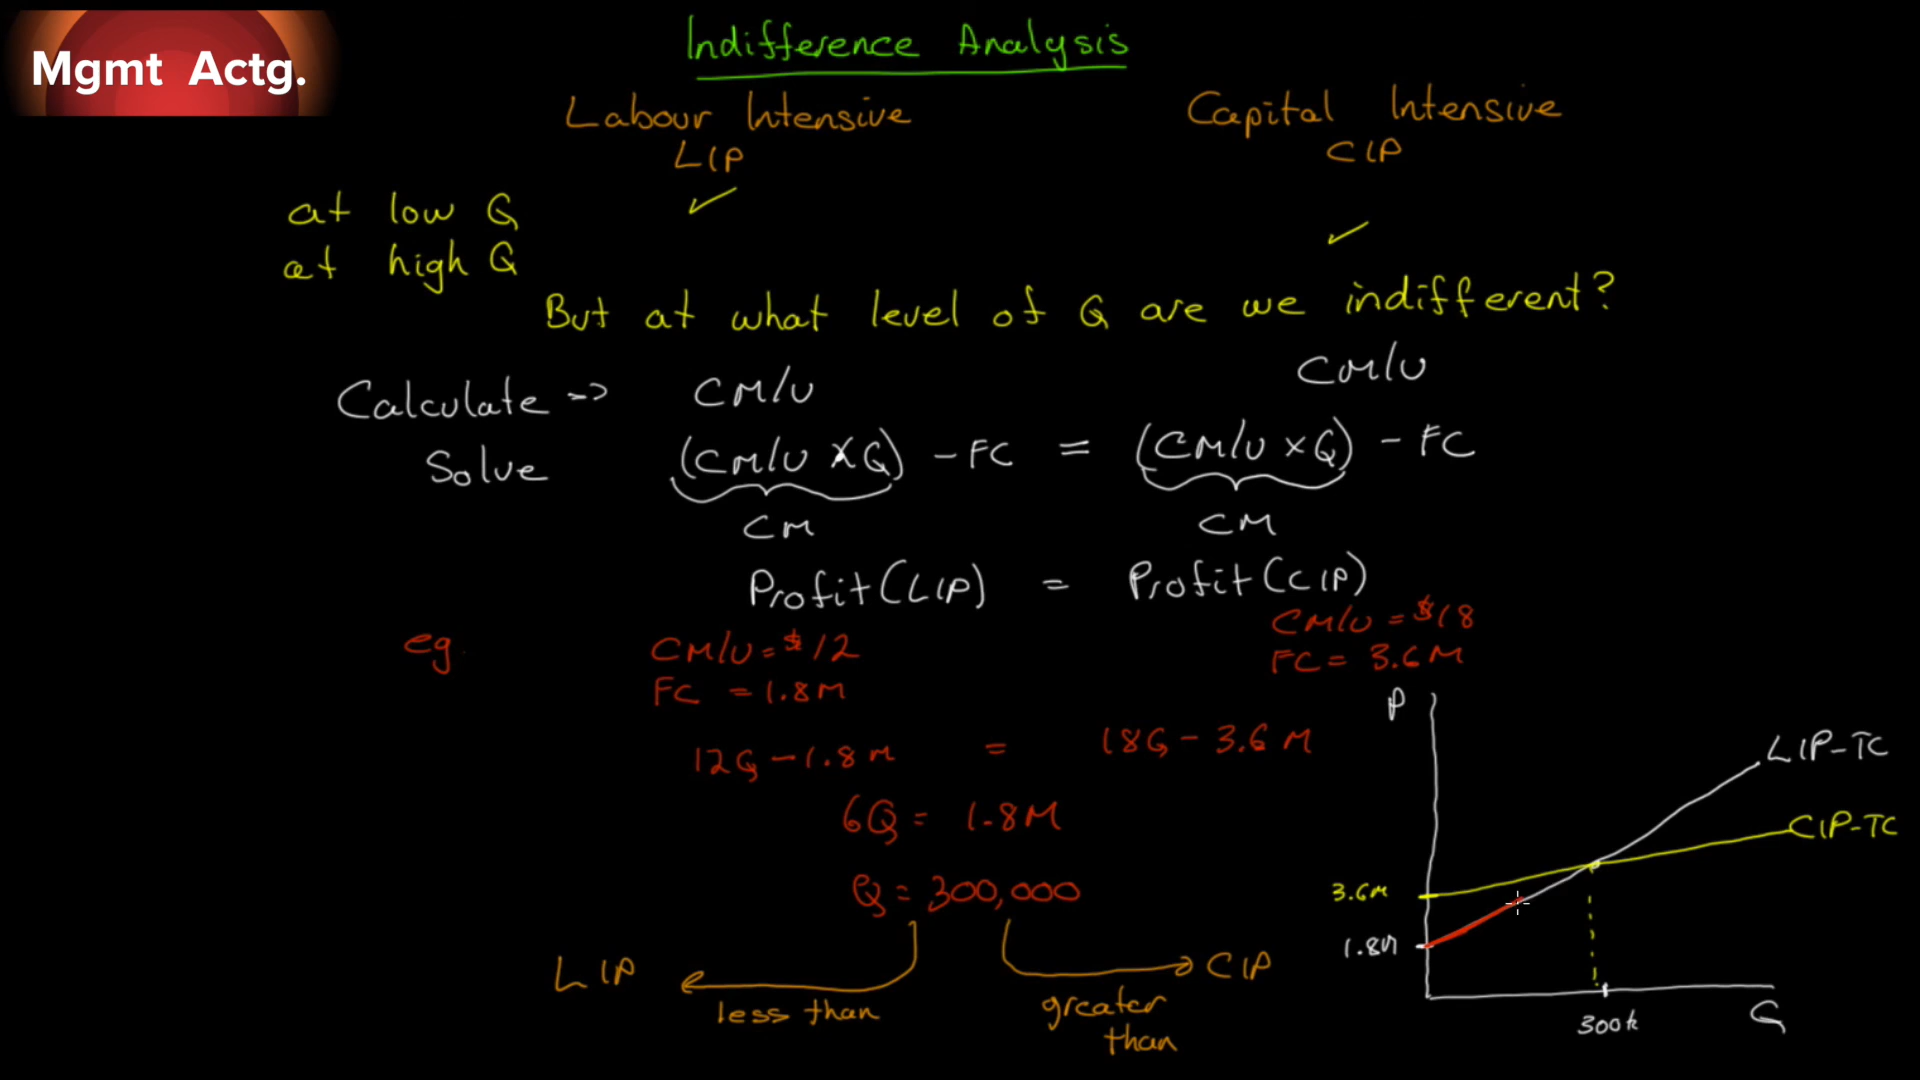 Mgmt Actg.
Indifference Analysis
Labour Intensive
LIP
Capital Intensive
CIP
at low Q ✓
at high Q ✓
But at what level of Q are we indifferent?
Calculate => CM/U CM/U
Solve (CM/U X Q) - FC = (CM/U X Q) - FC
CM CM
Profit(LIP) = Profit(CIP)
eg. CM/U = $12 CM/U = $18
FC = 1.8M FC = 3.6M
12Q - 1.8M = 18Q - 3.6M
6Q = 1.8M
Q = 300,000
LIP less than
greater than CIP
P
LIP-TC
CIP-TC
3.6M
1.8M
300k
Q